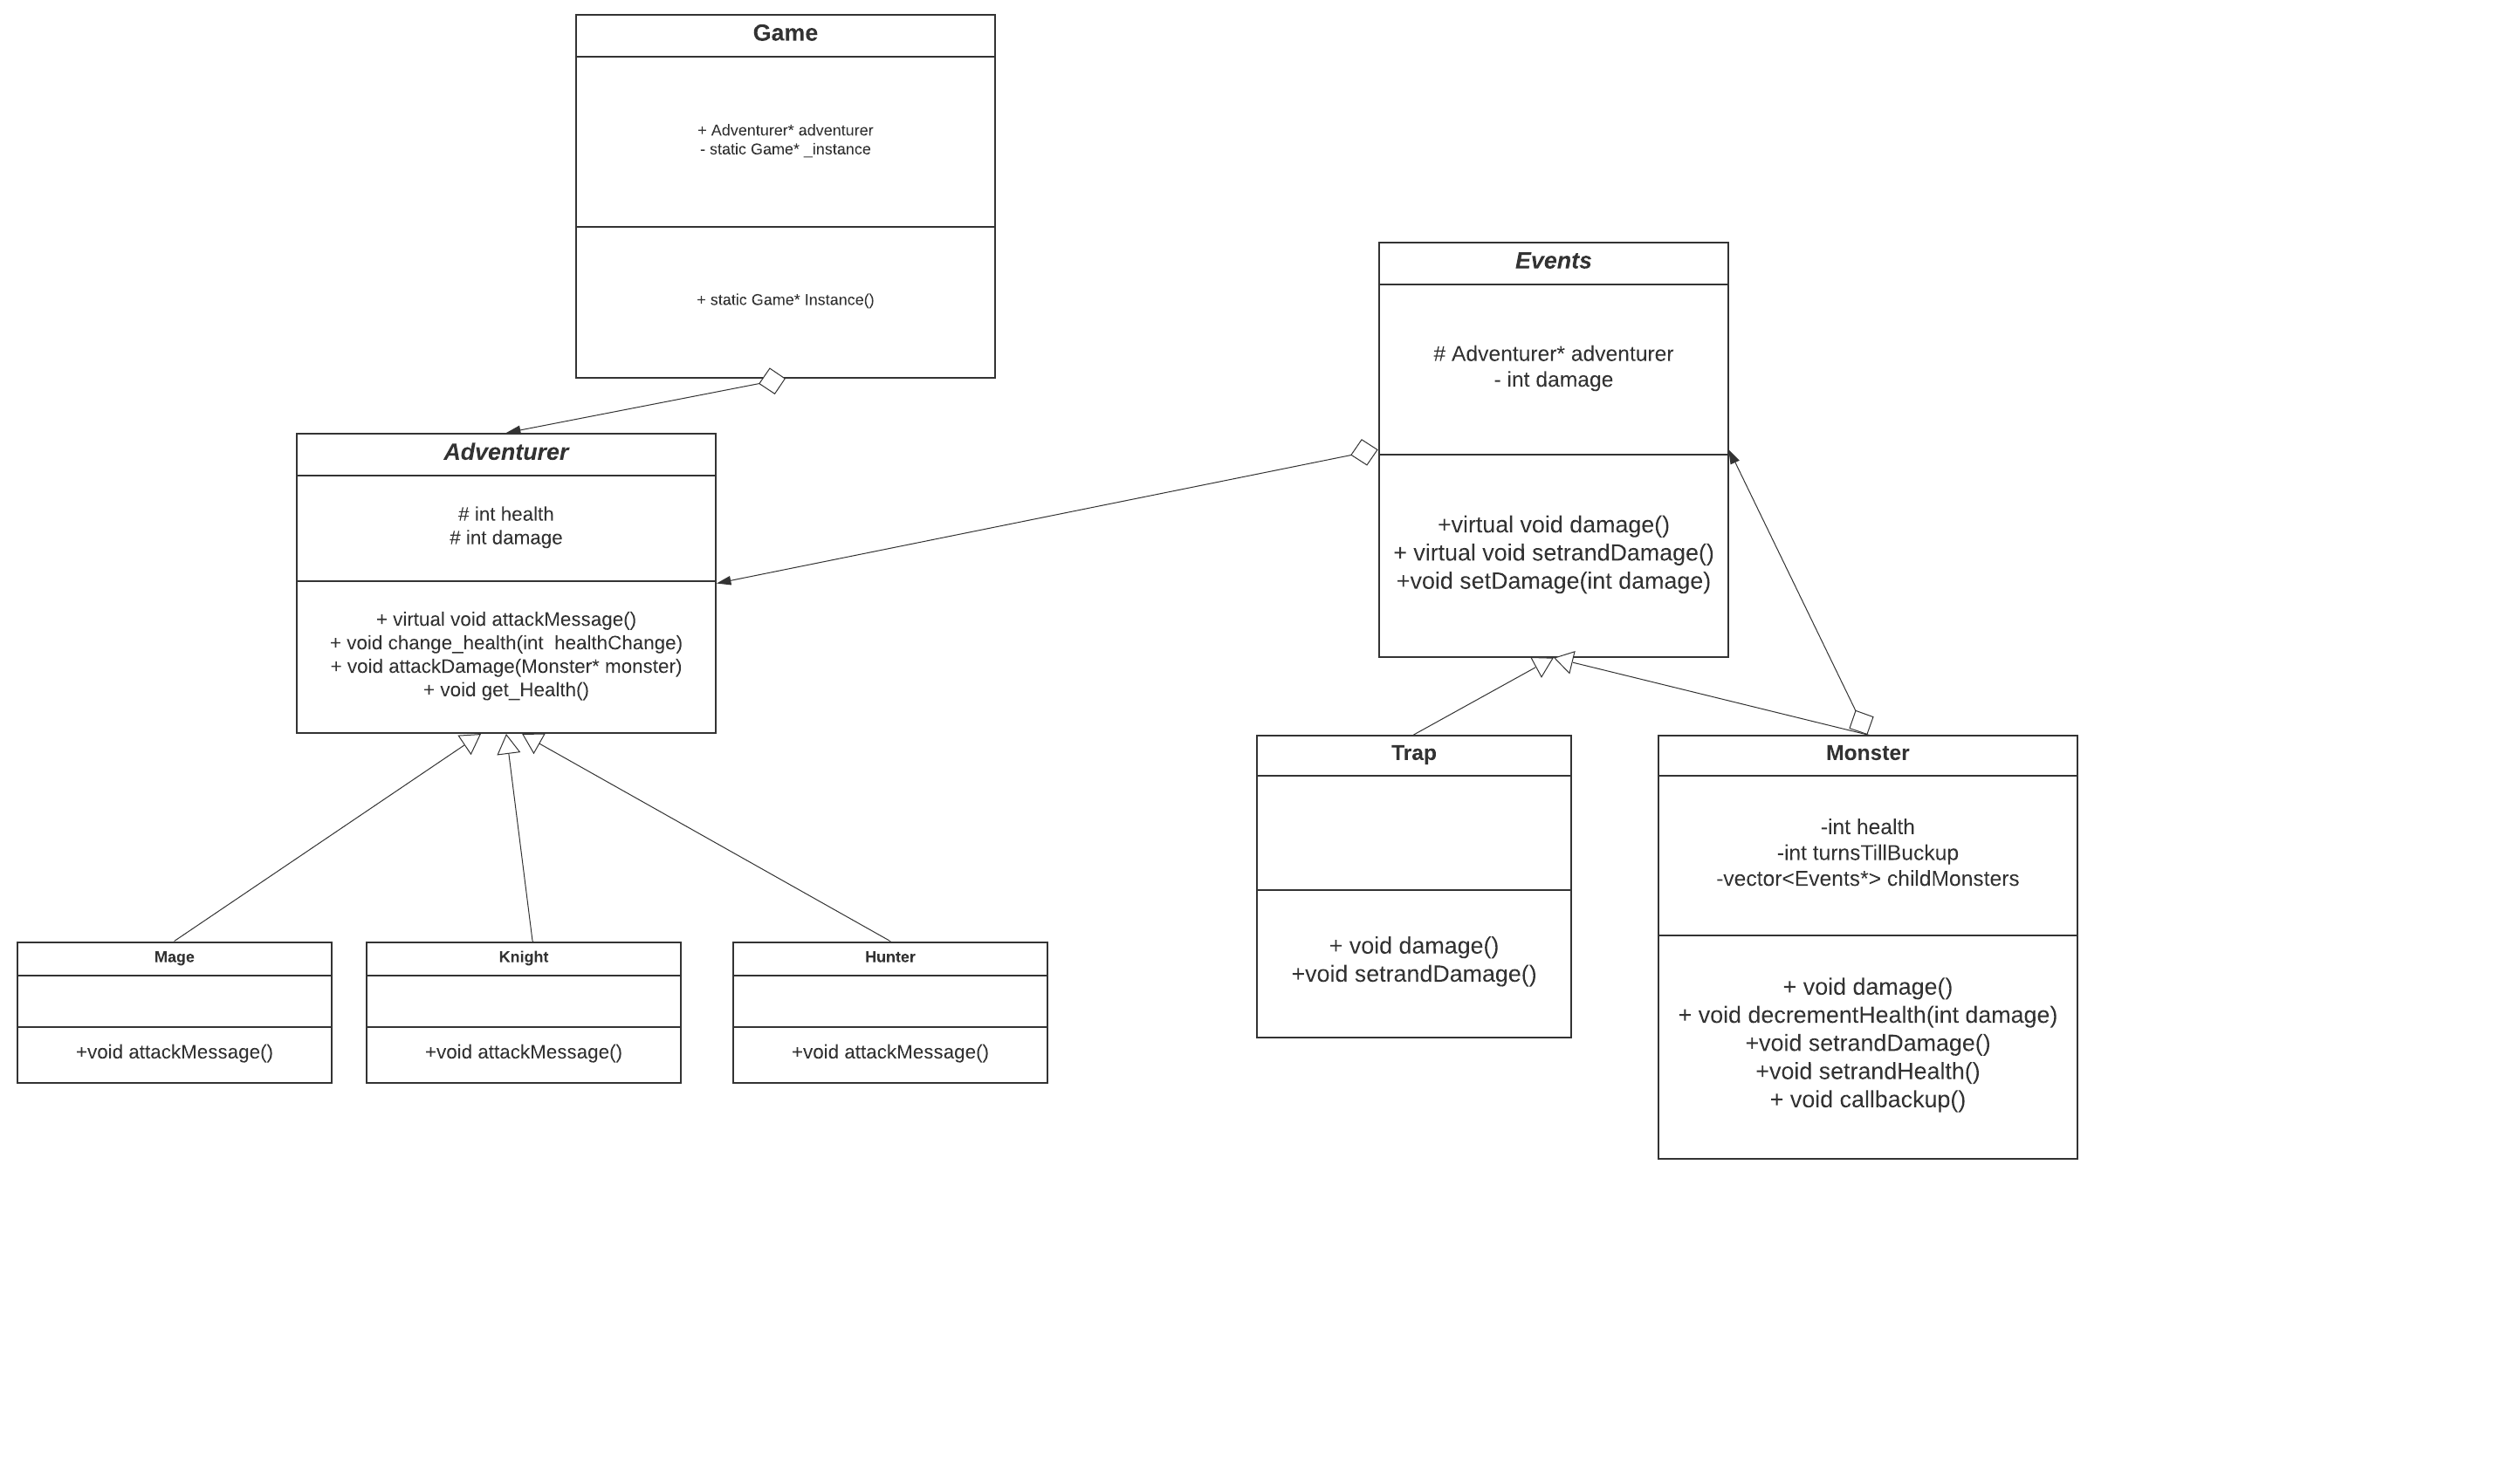 Game
+ Adventurer* adventurer
- static Game* _instance
+ static Game* Instance()
Events
# Adventurer* adventurer
- int damage
+virtual void damage()
+ virtual void setrandDamage()
+void setDamage(int damage)
Adventurer
# int health
# int damage
+ virtual void attackMessage()
+ void change_health(int  healthChange)
+ void attackDamage(Monster* monster)
+ void get_Health()
Trap
+ void damage()
+void setrandDamage()
Monster
-int health
-int turnsTillBuckup
-vector<Events*> childMonsters
+ void damage()
+ void decrementHealth(int damage)
+void setrandDamage()
+void setrandHealth()
+ void callbackup()
Mage
+void attackMessage()
Knight
+void attackMessage()
Hunter
+void attackMessage()